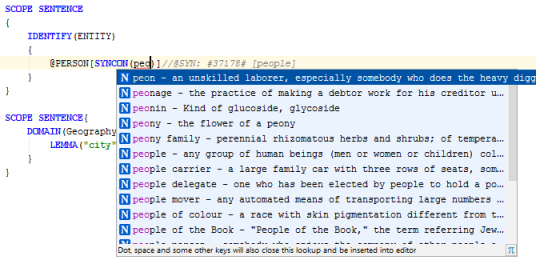 SCOPE SENTENCE
{
IDENTIFY(ENTITY)
{
@PERSON[SYNCON(peo)]//@SYN: #37178# [people]
}
}
SCOPE SENTENCE{
DOMAIN(Geography
LEMMA("city"
}
}
N peon - an unskilled laborer, especially somebody who does the heavy digg
N peonage - the practice of making a debtor work for his creditor u...
N peonin - Kind of glucoside, glycoside
N peony - the flower of a peony
N peony family - perennial rhizomatous herbs and shrubs; of tempera...
N people - any group of human beings (men or women or children) col...
N people carrier - a large family car with three rows of seats, som...
N people delegate - one who has been elected by people to hold a po...
N people mover - any automated means of transporting large numbers ...
N people of colour - a race with skin pigmentation different from t...
N people of the Book - "People of the Book," the term referring Jew...
Dot, space and some other keys will also close this lookup and be inserted into editor
π